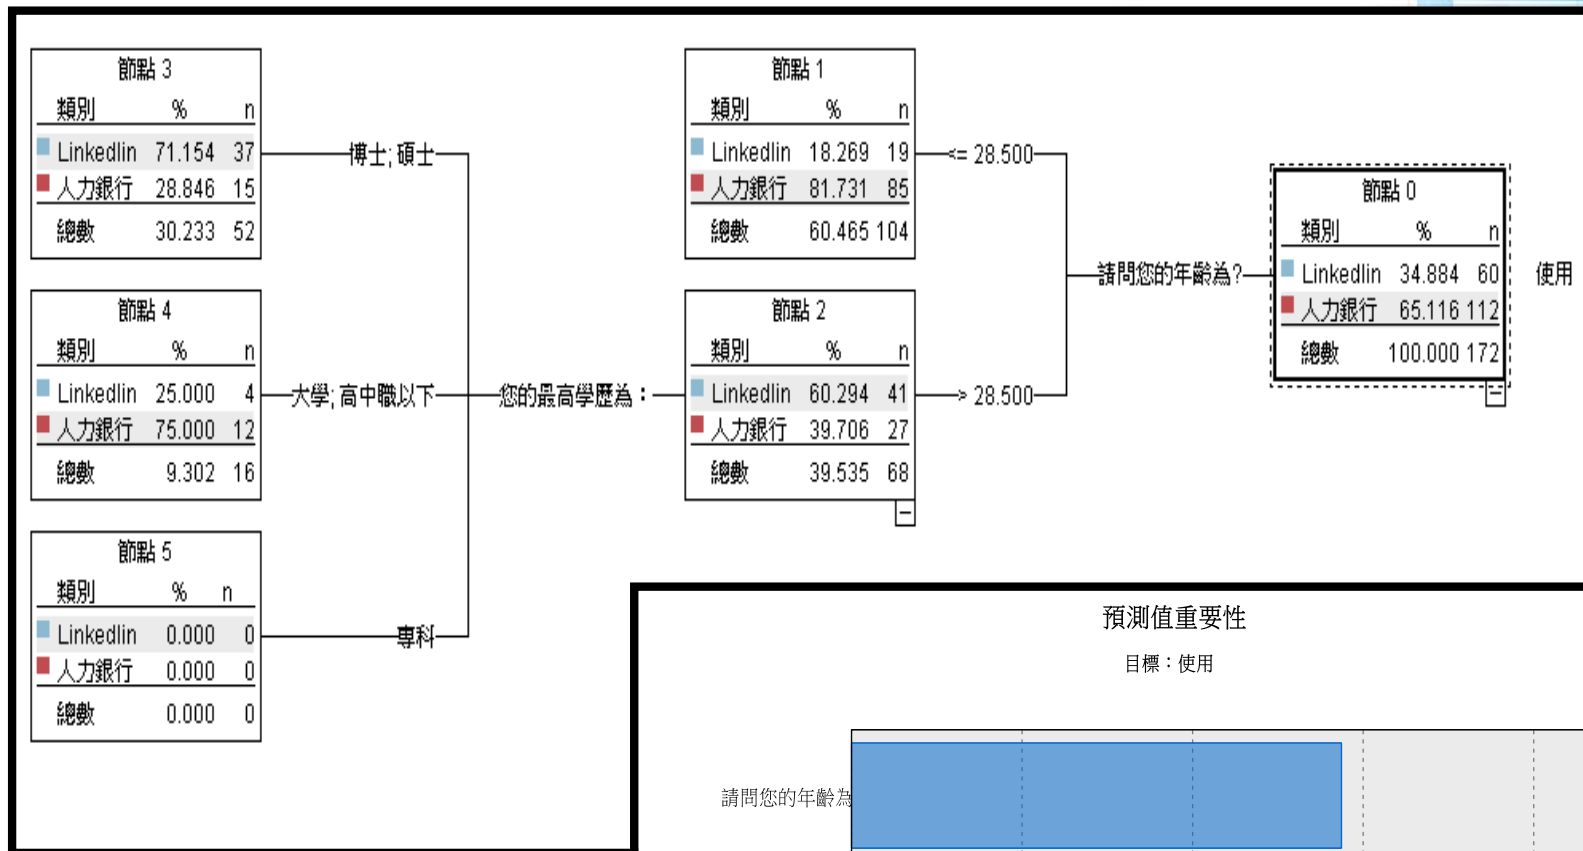 節點 3
類別 % n
Linkedlin 71.154 37
人力銀行 28.846 15
總數 30.233 52
博士; 碩士
節點 4
類別 % n
Linkedlin 25.000 4
人力銀行 75.000 12
總數 9.302 16
大學; 高中職以下
節點 5
類別 % n
Linkedlin 0.000 0
人力銀行 0.000 0
總數 0.000 0
專科
您的最高學歷為：
節點 1
類別 % n
Linkedlin 18.269 19
人力銀行 81.731 85
總數 60.465 104
<= 28.500
節點 2
類別 % n
Linkedlin 60.294 41
人力銀行 39.706 27
總數 39.535 68
> 28.500
請問您的年齡為?
節點 0
類別 % n
Linkedlin 34.884 60
人力銀行 65.116 112
總數 100.000 172
使用
預測值重要性
目標：使用
請問您的年齡為